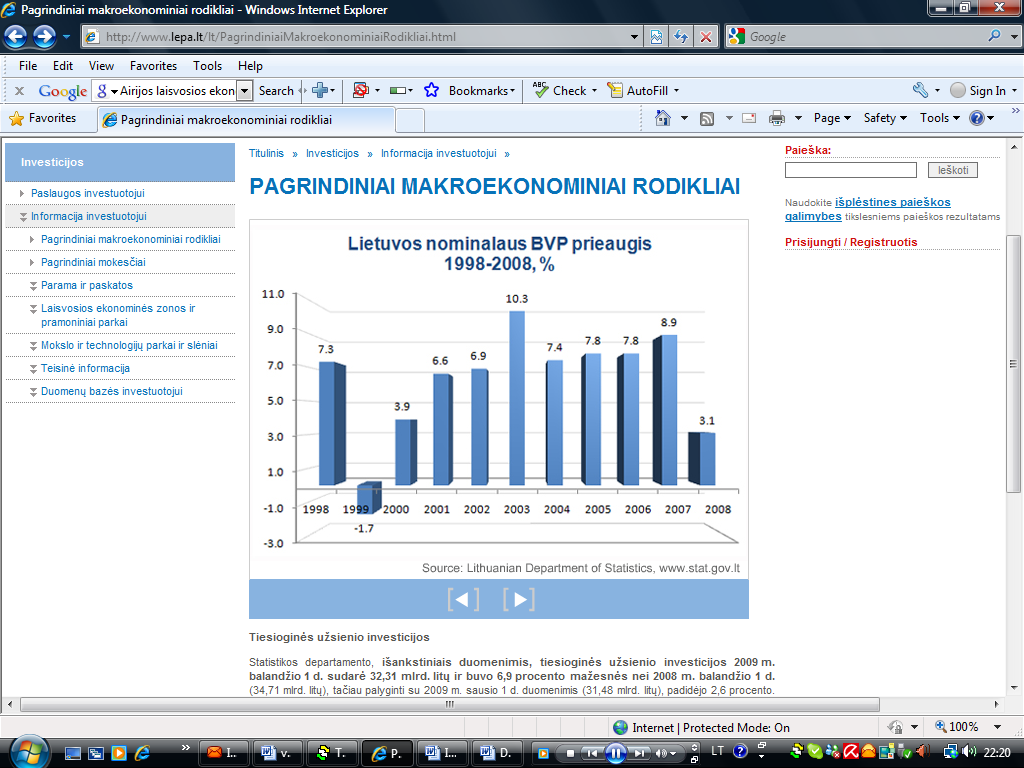 Pagrindiniai makroekonominiai rodikliai - Windows Internet Explorer
http://www.lepa.lt/lt/PagrindiniaiMakroekonominiaiRodikliai.html
Google
File Edit View Favorites Tools Help
x Google Airijos laisvosios ekon Search Bookmarks Check AutoFill Sign In
Favorites Pagrindiniai makroekonominiai rodikliai Page Safety Tools
Investicijos
Paslaugos investuotojui
Informacija investuotojui
Pagrindiniai makroekonominiai rodikliai
Pagrindiniai mokesčiai
Parama ir paskatos
Laisvosios ekonominės zonos ir
pramoniniai parkai
Mokslo ir technologijų parkai ir slėniai
Teisinė informacija
Duomenų bazės investuotojui
Titulinis » Investicijos » Informacija investuotojui »
PAGRINDINIAI MAKROEKONOMINIAI RODIKLIAI
Lietuvos nominalaus BVP prieaugis
1998-2008, %
11.0
9.0
7.0
5.0
3.0
1.0
-1.0
-3.0
7.3
-1.7
3.9
6.6
6.9
10.3
7.4
7.8
7.8
8.9
3.1
1998 1999 2000 2001 2002 2003 2004 2005 2006 2007 2008
Source: Lithuanian Department of Statistics, www.stat.gov.lt
Tiesioginės užsienio investicijos
Statistikos departamento, išankstiniais duomenimis, tiesioginės užsienio investicijos 2009 m.
balandžio 1 d. sudarė 32,31 mlrd. litų ir buvo 6,9 procento mažesnės nei 2008 m. balandžio 1 d.
(34,71 mlrd. litų), tačiau palyginti su 2009 m. sausio 1 d. duomenimis (31,48 mlrd. litų), padidėjo 2,6 procento.
Paieška:
Ieškoti
Naudokite išplėstines paieškos
galimybes tikslesniems paieškos rezultatams
Prisijungti / Registruotis
Internet | Protected Mode: On
100%
I... v... T... P... I... D... LT 22:20